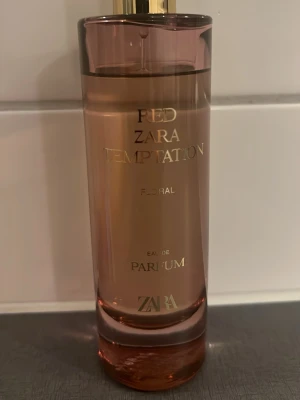 RED
ZARA
TEMPTATION
FLORAL
EAU DE
PARFUM
ZARA